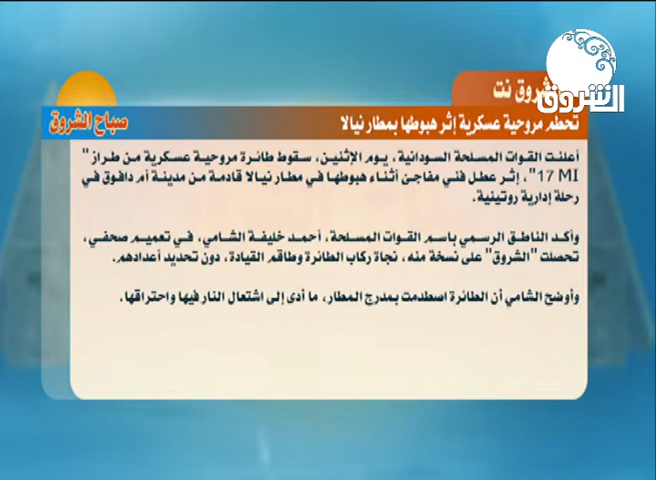 الشروق
شروق نت
تحطم مروحية عسكرية إثر هبوطها بمطار نيالا
صباح الشروق
أعلنت القوات المسلحة السودانية، يوم الإثنين، سقوط طائرة مروحية عسكرية من طراز"
17 MI"، إثر عطل فني مفاجئ أثناء هبوطها في مطار نيالا قادمة من مدينة أم دافوق في
رحلة إدارية روتينية.
وأكد الناطق الرسمي باسم القوات المسلحة، أحمد خليفة الشامي، في تعميم صحفي،
تحصلت "الشروق" على نسخة منه، نجاة ركاب الطائرة وطاقم القيادة، دون تحديد أعدادهم.
وأوضح الشامي أن الطائرة اصطدمت بمدرج المطار، ما أدى إلى اشتعال النار فيها واحتراقها.